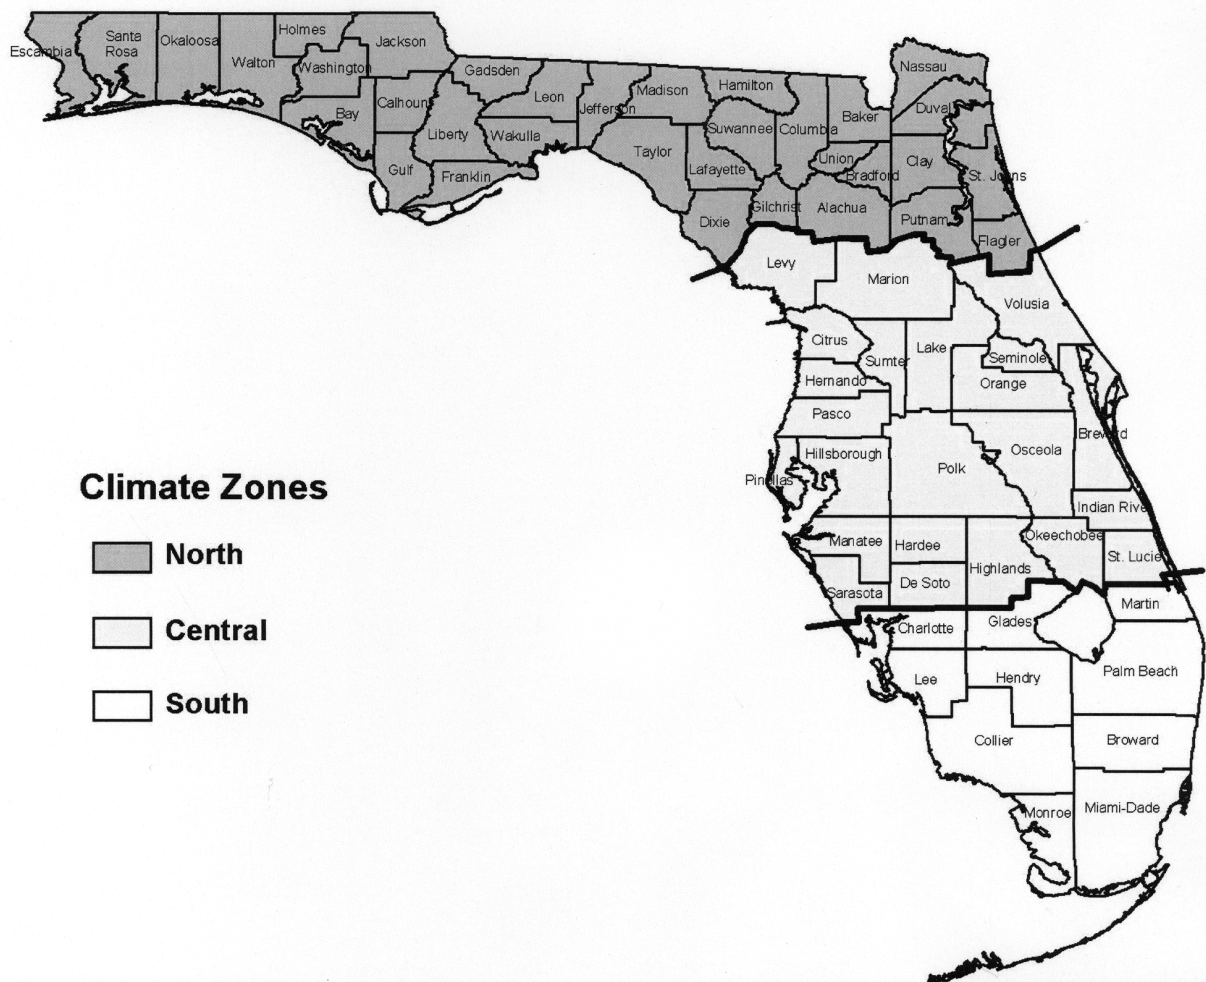 Escambia
Santa
Rosa
Okaloosa
Walton
Holmes
Washington
Jackson
Bay
Calhoun
Gulf
Liberty
Gadsden
Franklin
Leon
Wakulla
Jefferson
Madison
Taylor
Hamilton
Suwannee
Lafayette
Dixie
Columbia
Gilchrist
Baker
Union
Bradford
Alachua
Nassau
Duval
Clay
St. Johns
Putnam
Flagler
Levy
Marion
Volusia
Citrus
Sumter
Lake
Seminole
Hernando
Orange
Pasco
Brevard
Hillsborough
Osceola
Polk
Pinellas
Indian Rive
Manatee
Hardee
Okeechobee
St. Lucie
Highlands
De Soto
Sarasota
Martin
Charlotte
Glades
Lee
Hendry
Palm Beach
Collier
Broward
Monroe
Miami-Dade
Climate Zones
North
Central
South